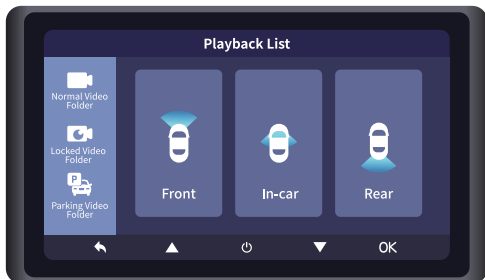 Playback List
Normal Video
Folder
Locked Video
Folder
P
Parking Video
Folder
Front
In-car
Rear
OK